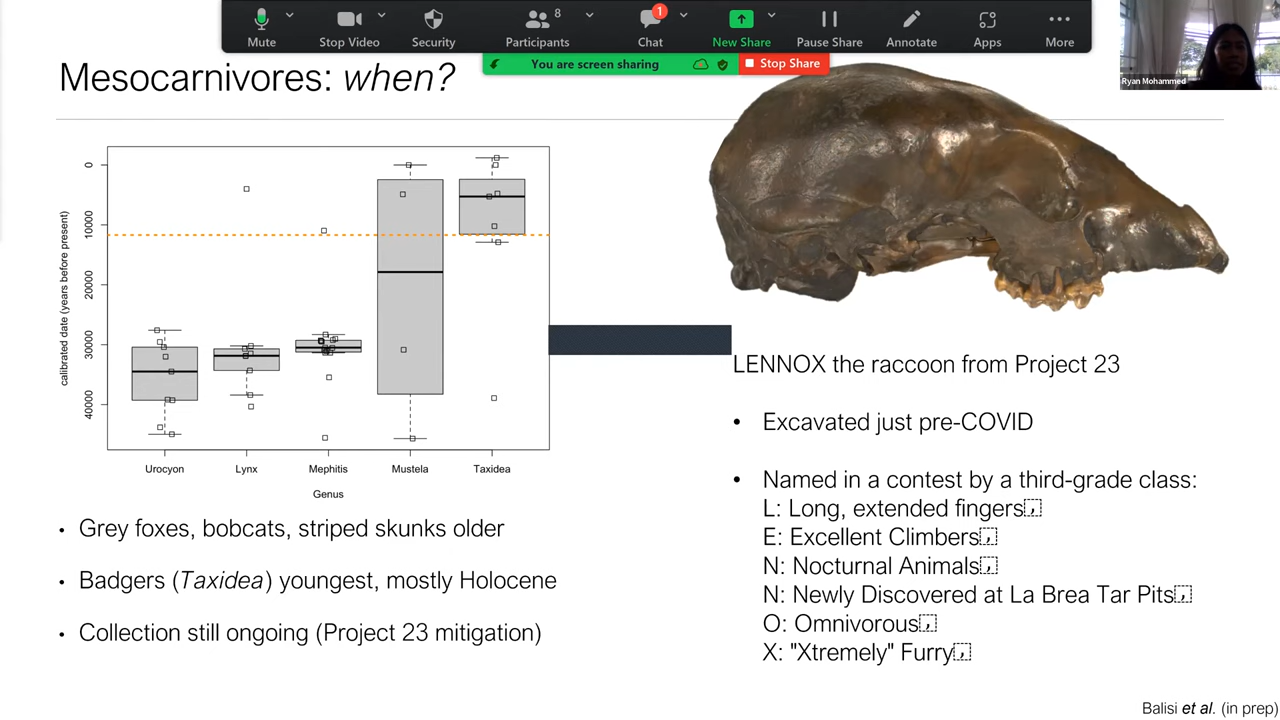 Mute
Stop Video
Security
Participants
8
Chat
1
New Share
Pause Share
Annotate
Apps
More
You are screen sharing
Stop Share
Ryan Mohammed
Mesocarnivores: when?
calibrated date (years before present)
0
10000
20000
30000
40000
Urocyon
Lynx
Mephitis
Mustela
Taxidea
Genus
• Grey foxes, bobcats, striped skunks older
• Badgers (Taxidea) youngest, mostly Holocene
• Collection still ongoing (Project 23 mitigation)
LENNOX the raccoon from Project 23
• Excavated just pre-COVID
• Named in a contest by a third-grade class:
L: Long, extended fingers,
E: Excellent Climbers,
N: Nocturnal Animals,
N: Newly Discovered at La Brea Tar Pits,
O: Omnivorous,
X: "Xtremely" Furry,
Balisi et al. (in prep)